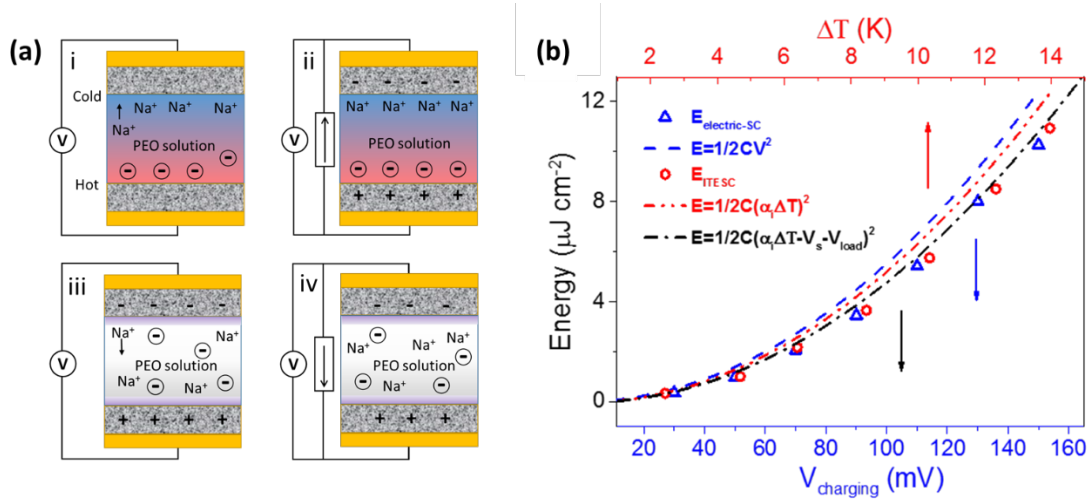 (a)
i
Cold
Na⁺ Na⁺ Na⁺
Na⁺
PEO solution
V
Hot
ii
- - - -
Na⁺ Na⁺ Na⁺ Na⁺
PEO solution
V
- - - -
+ + + +
iii
- - - -
Na⁺ Na⁺
PEO solution
V
Na⁺ Na⁺
+ + + +
iv
- - - -
Na⁺
Na⁺
PEO solution
V
Na⁺ Na⁺
+ + + +
(b)
ΔT (K)
2 4 6 8 10 12 14
Energy (μJ cm⁻²)
12
8
4
0
E_electric-SC
E=1/2CV²
E_ITESC
E=1/2C(α_iΔT)²
E=1/2C(α_iΔT-V_s-V_load)²
20 40 60 80 100 120 140 160
V_charging (mV)